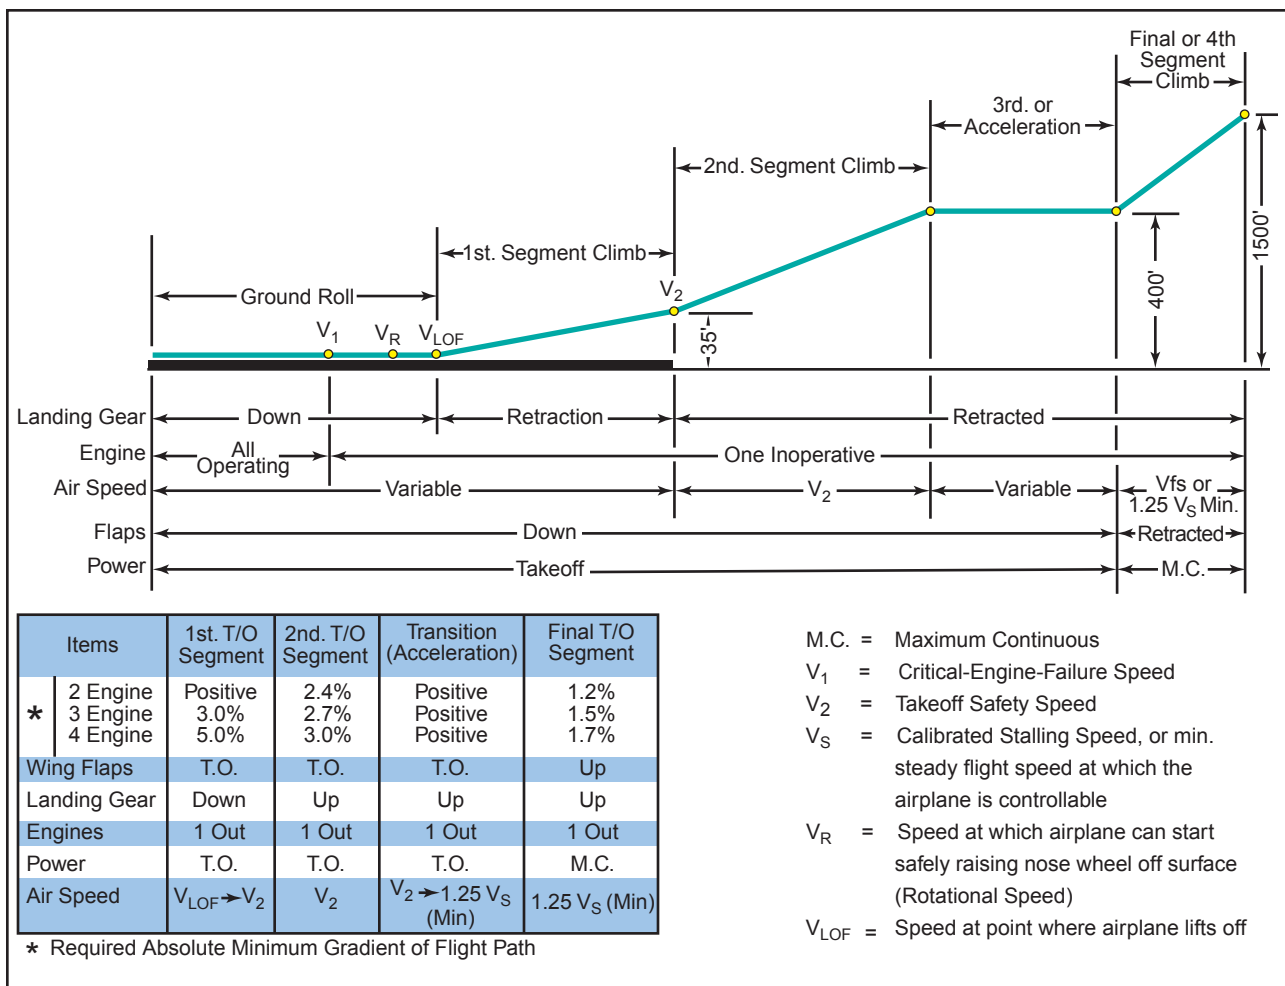 Final or 4th
Segment
Climb
3rd. or
Acceleration
2nd. Segment Climb
1st. Segment Climb
Ground Roll
V1
VR
VLOF
V2
35'
400'
1500'
Landing Gear Down Retraction Retracted
Engine All Operating One Inoperative
Air Speed Variable V2 Variable Vfs or 1.25 VS Min.
Flaps Down Retracted
Power Takeoff M.C.
Items 1st. T/O Segment 2nd. T/O Segment Transition (Acceleration) Final T/O Segment
* 2 Engine Positive 2.4% Positive 1.2%
3 Engine 3.0% 2.7% Positive 1.5%
4 Engine 5.0% 3.0% Positive 1.7%
Wing Flaps T.O. T.O. T.O. Up
Landing Gear Down Up Up Up
Engines 1 Out 1 Out 1 Out 1 Out
Power T.O. T.O. T.O. M.C.
Air Speed VLOF→V2 V2 V2→1.25 VS (Min) 1.25 VS (Min)
* Required Absolute Minimum Gradient of Flight Path
M.C. = Maximum Continuous
V1 = Critical-Engine-Failure Speed
V2 = Takeoff Safety Speed
VS = Calibrated Stalling Speed, or min.
steady flight speed at which the
airplane is controllable
VR = Speed at which airplane can start
safely raising nose wheel off surface
(Rotational Speed)
VLOF = Speed at point where airplane lifts off